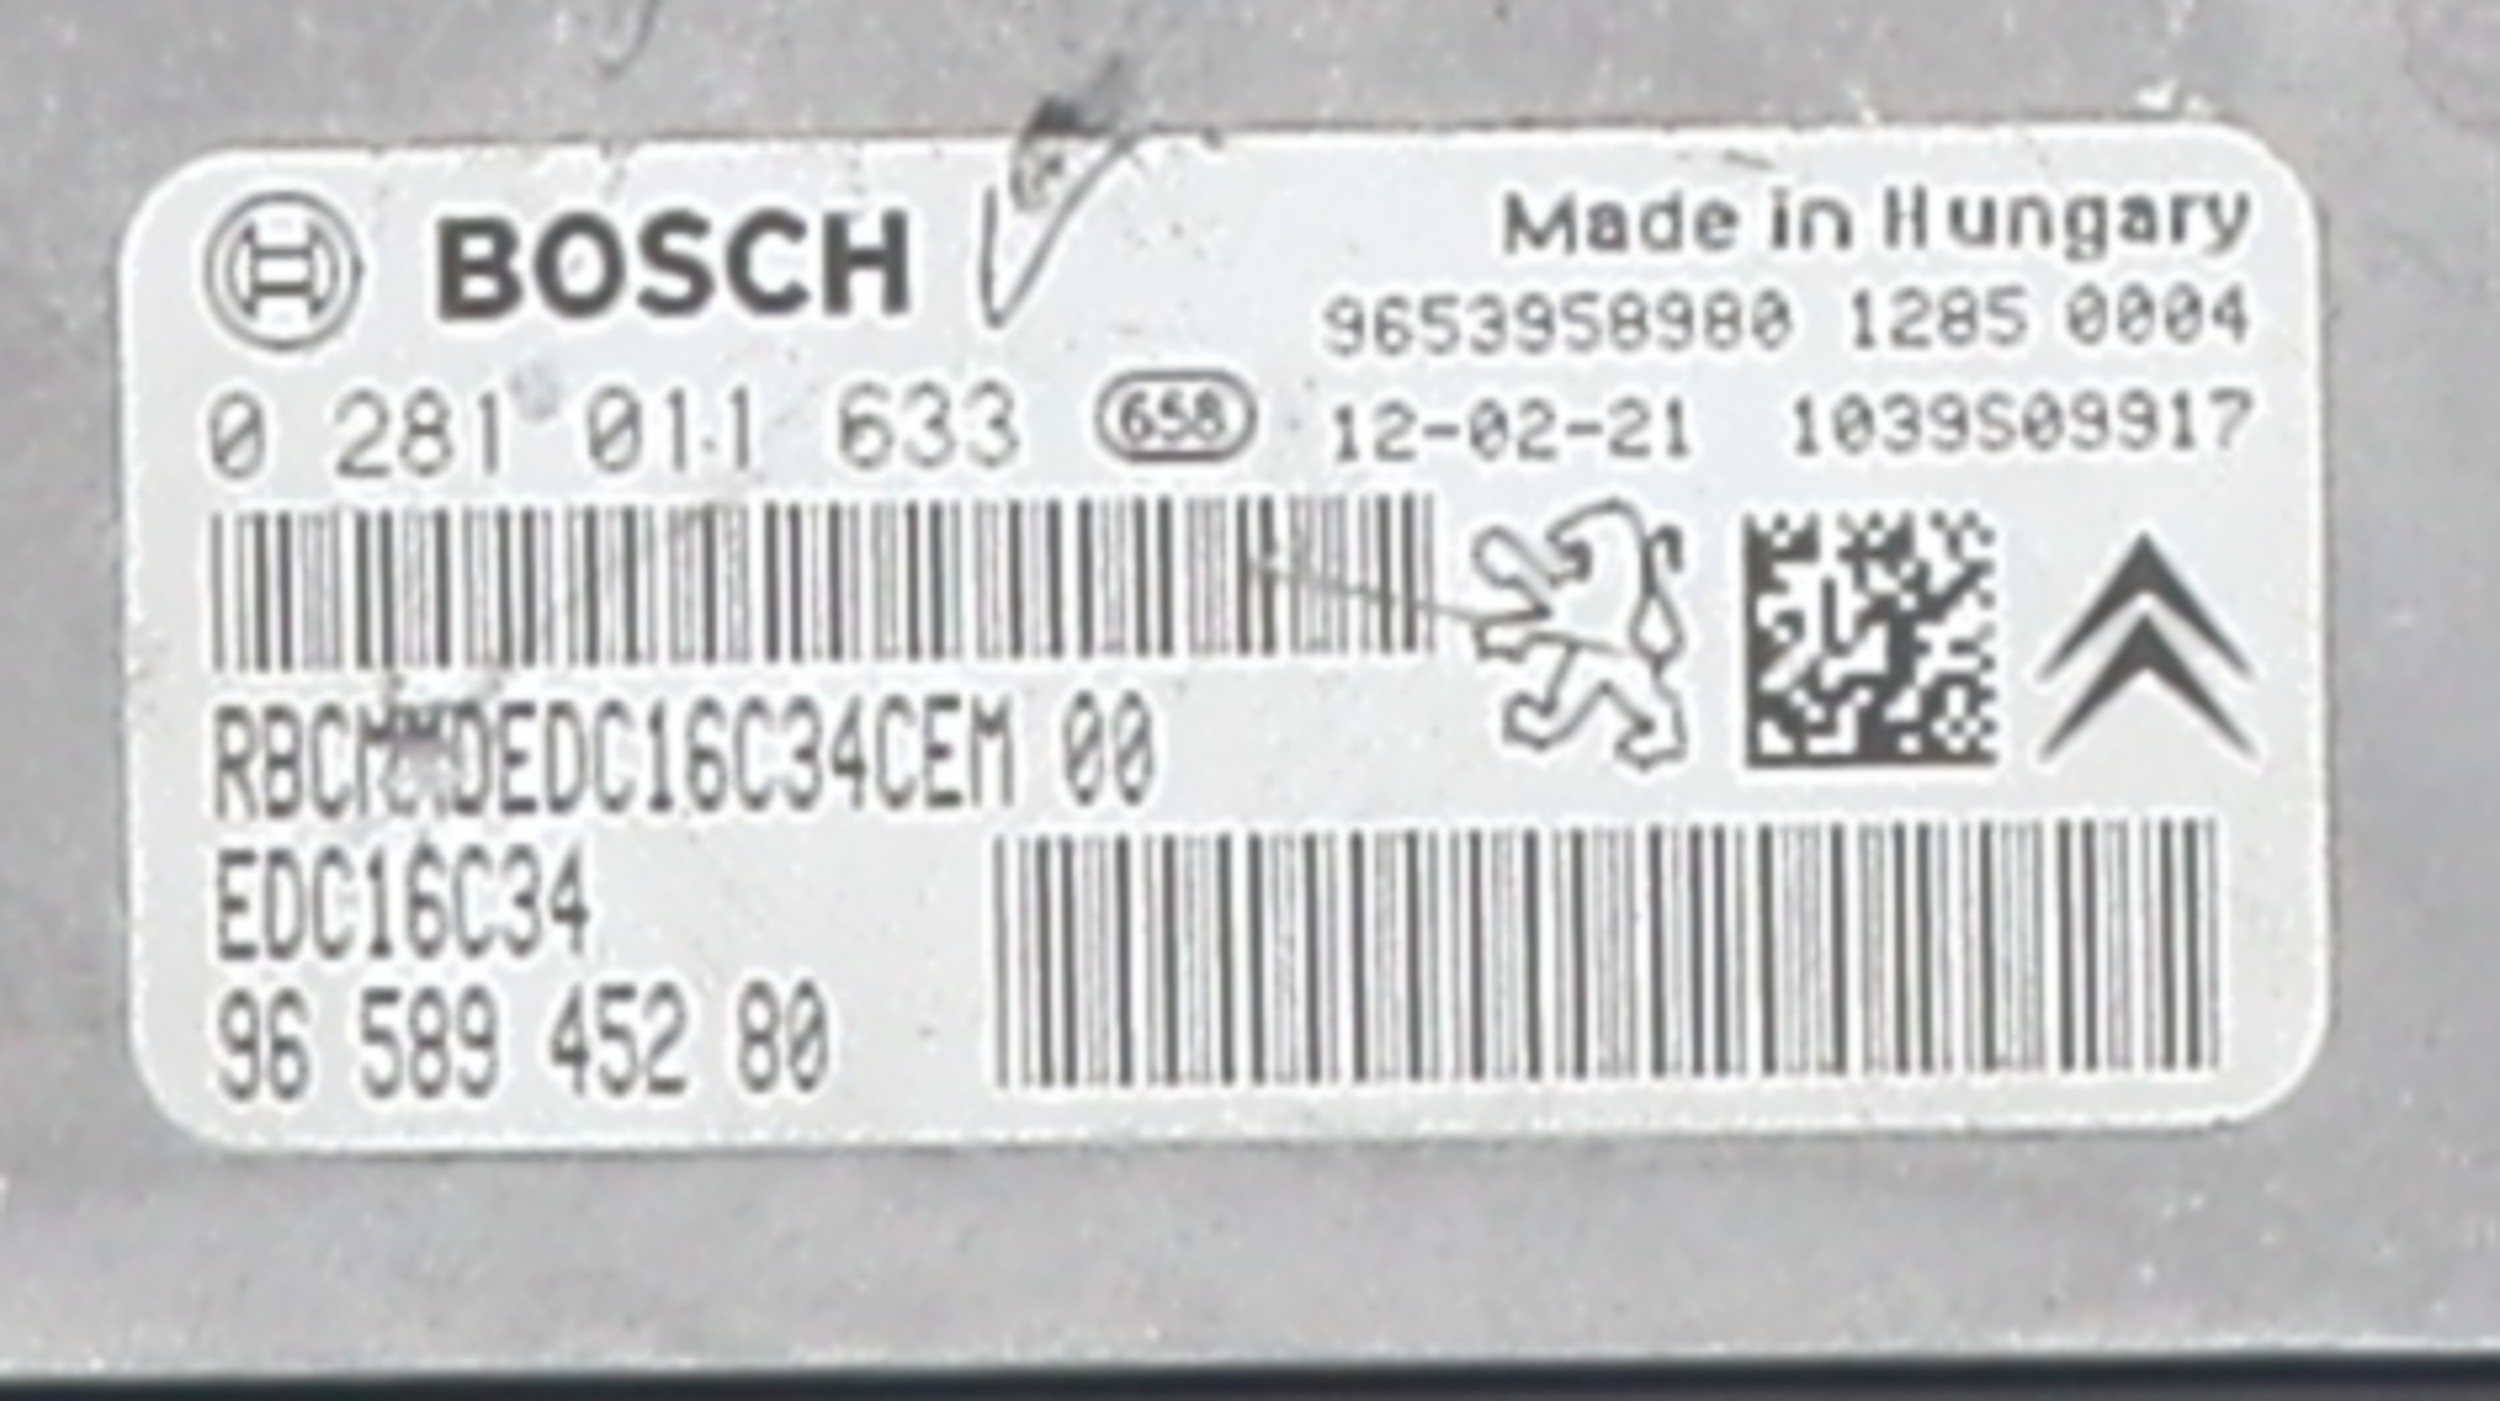 BOSCH
Made in Hungary
9653958980 1285 0004
0 281 011 633 658
12-02-21 1039S09917
RBCMMDEDC16C34CEM 00
EDC16C34
96 589 452 80